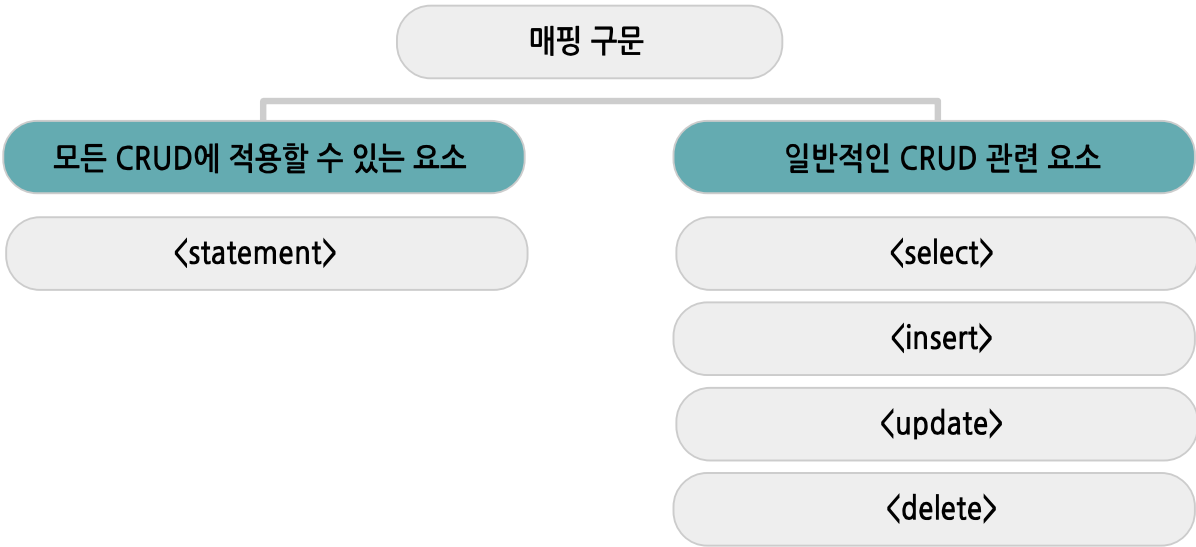 매핑 구문
모든 CRUD에 적용할 수 있는 요소
<statement>
일반적인 CRUD 관련 요소
<select>
<insert>
<update>
<delete>